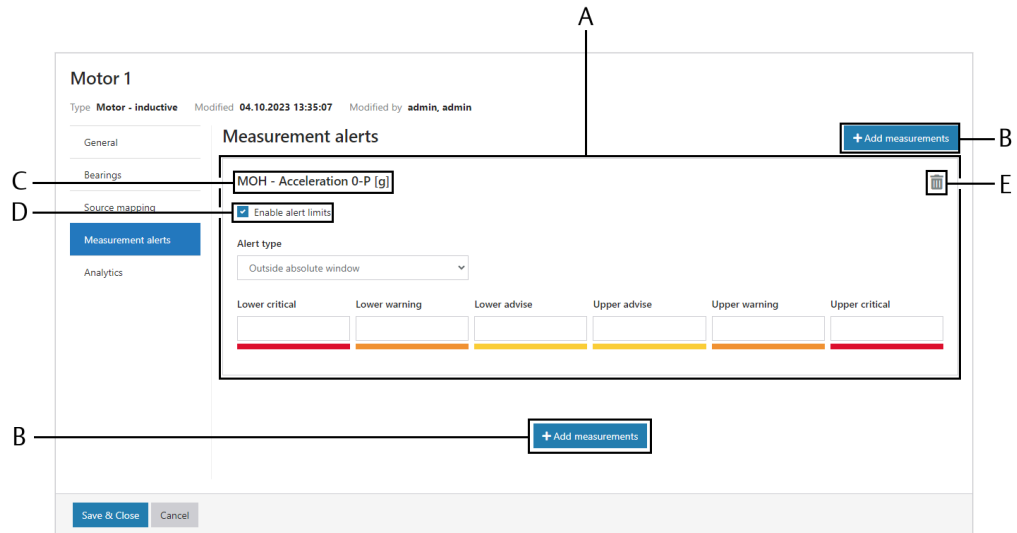 A
Motor 1
Type Motor - inductive Modified 04.10.2023 13:35:07 Modified by admin, admin
General
Measurement alerts
+ Add measurements
B
Bearings
C
MOH - Acceleration 0-P [g]
E
Source mapping
D
Enable alert limits
Measurement alerts
Alert type
Analytics
Outside absolute window
Lower critical Lower warning Lower advise Upper advise Upper warning Upper critical
B
+ Add measurements
Save & Close Cancel